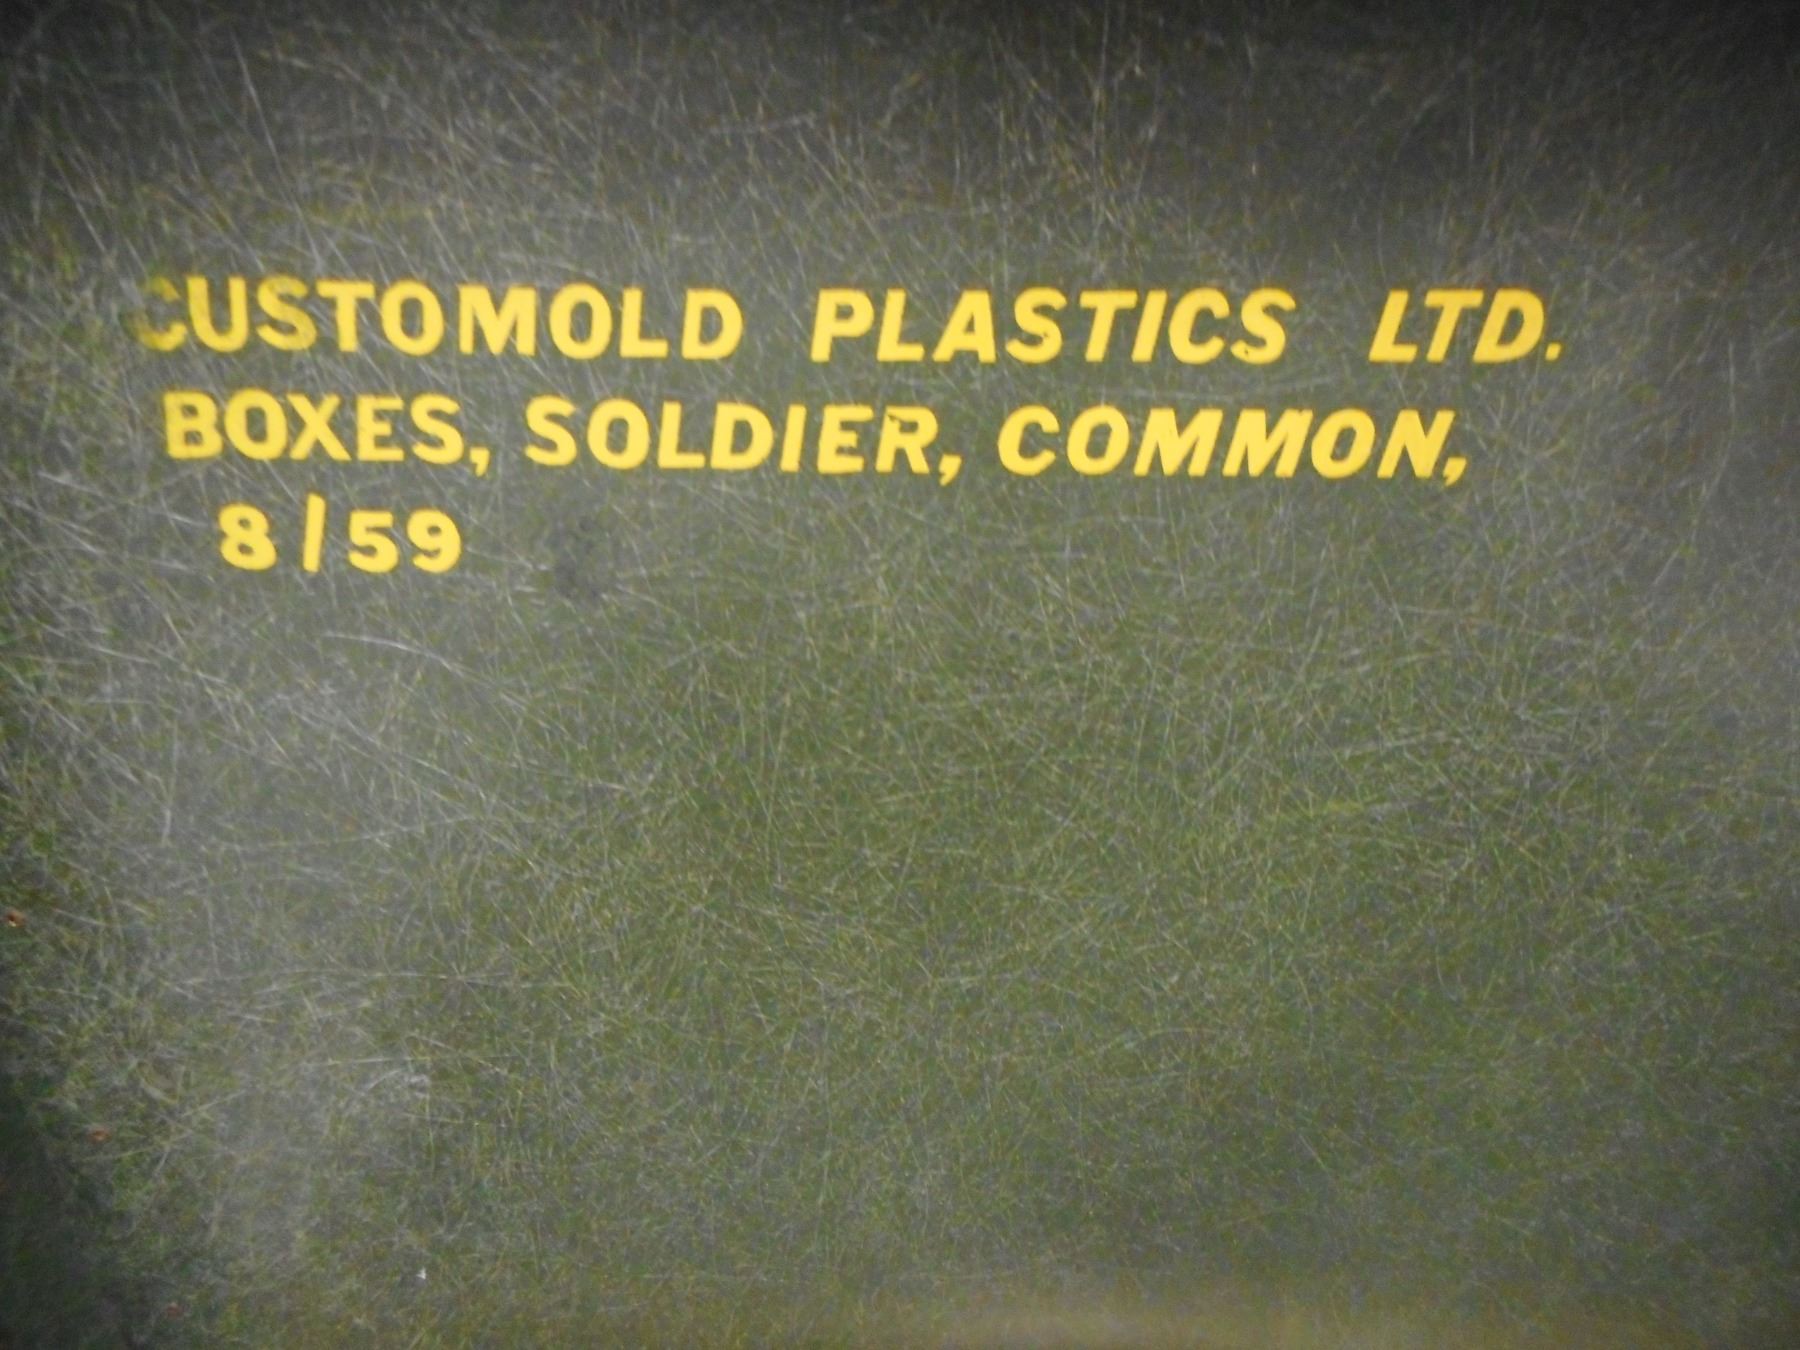 CUSTOMOLD PLASTICS LTD.
BOXES, SOLDIER, COMMON,
8/59